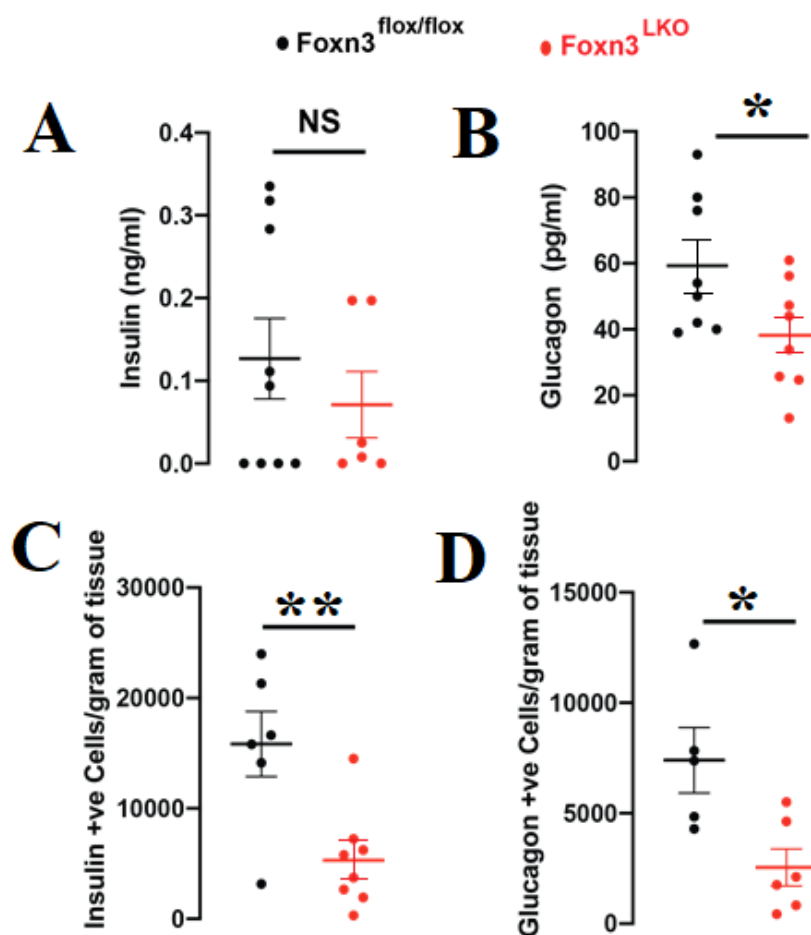 Foxn3flox/flox Foxn3LKO
A
NS
Insulin (ng/ml)
0.4
0.3
0.2
0.1
0.0
B
*
Glucagon (pg/ml)
100
80
60
40
20
0
C
**
Insulin +ve Cells/gram of tissue
30000
20000
10000
0
D
*
Glucagon +ve Cells/gram of tissue
15000
10000
5000
0